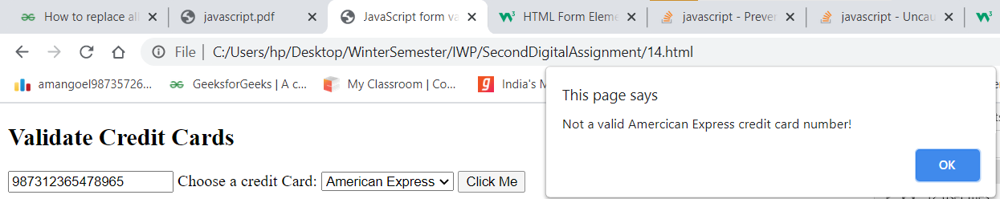 How to replace all
javascript.pdf
JavaScript form va
HTML Form Eleme
javascript - Preven
javascript - Uncau
File | C:/Users/hp/Desktop/WinterSemester/IWP/SecondDigitalAssignment/14.html
amangoel98735726...
GeeksforGeeks | A c...
My Classroom | Co...
India's M
This page says
Not a valid Amercican Express credit card number!
OK
Validate Credit Cards
987312365478965 Choose a credit Card: American Express Click Me